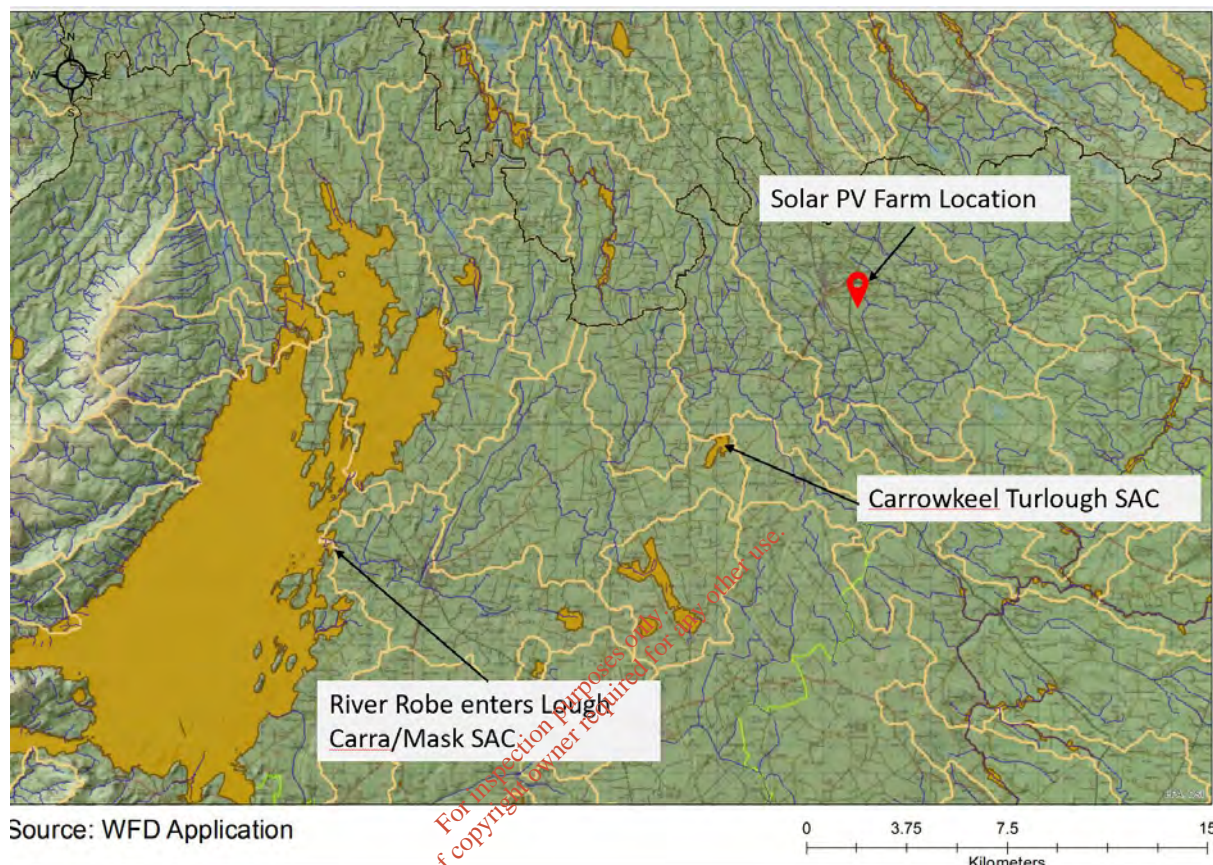 N
W
E
S
Solar PV Farm Location
Carrowkeel Turlough SAC
River Robe enters Lough
Carra/Mask SAC
For inspection purposes only
of copyright owner required for any other use.
Source: WFD Application
0 3.75 7.5 15
Kilometers